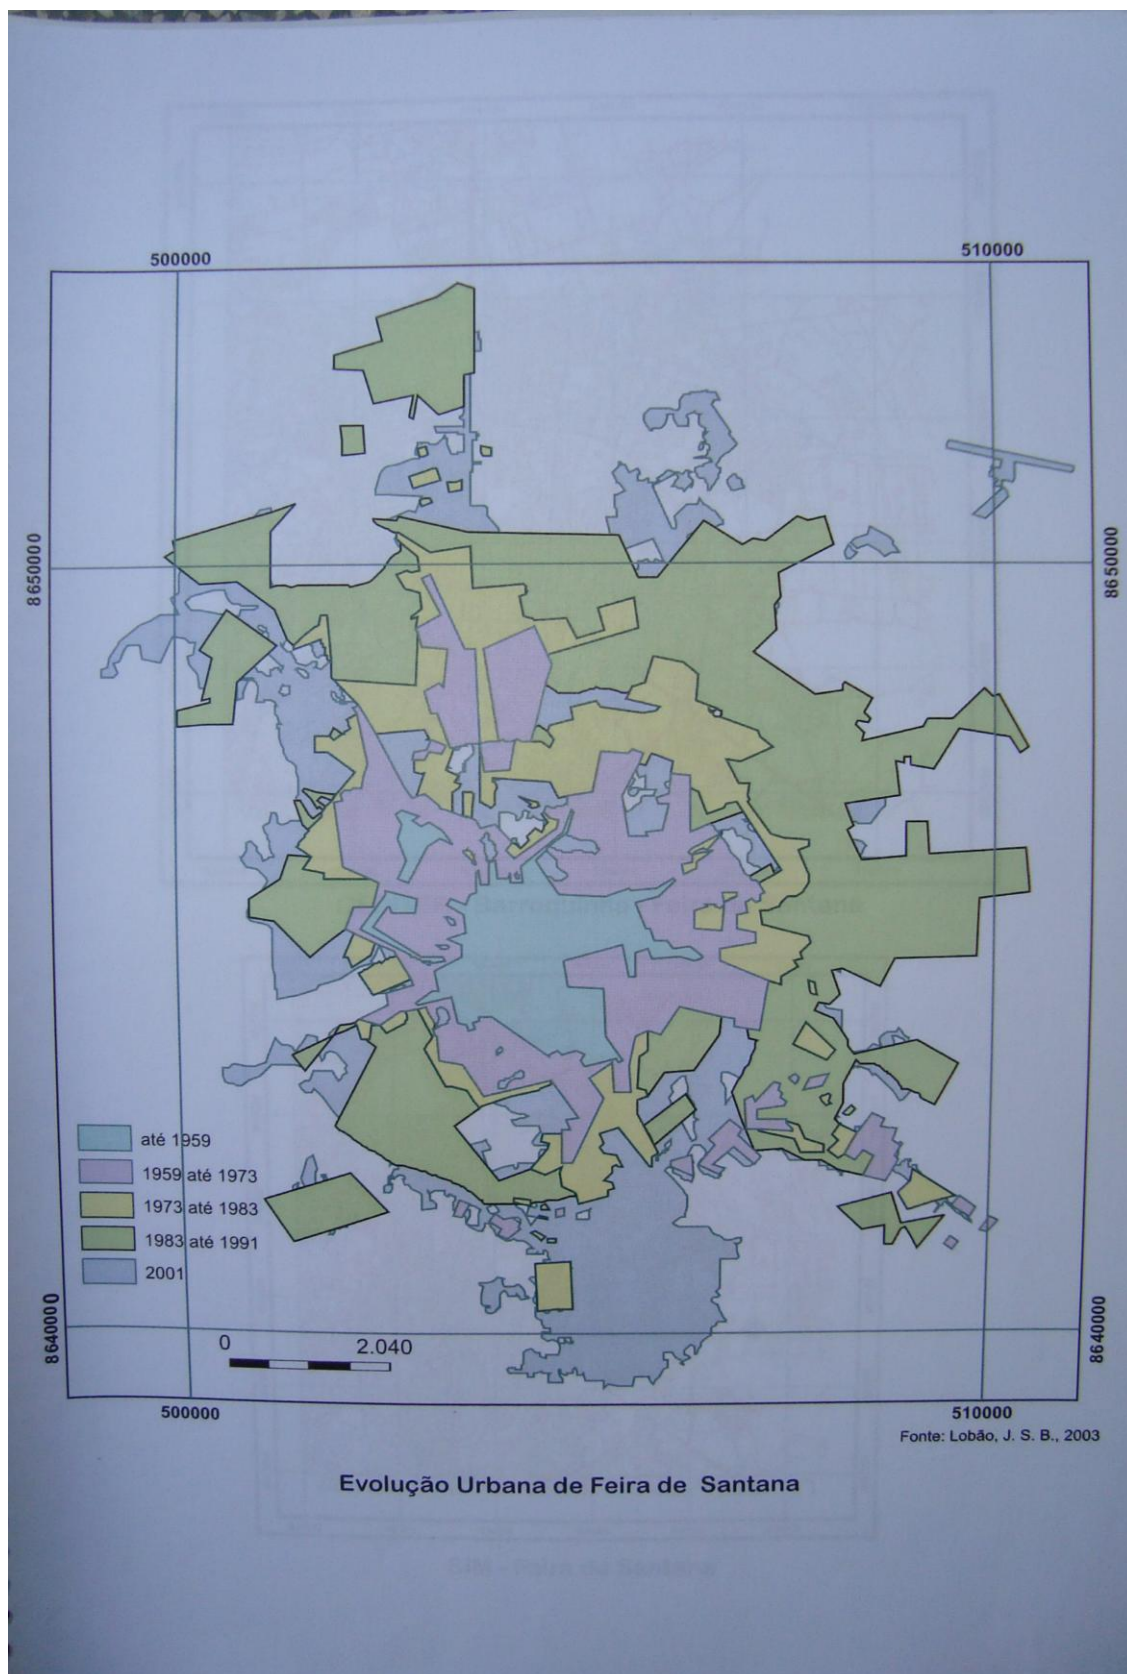 500000
510000
8650000
8650000
até 1959
1959 até 1973
1973 até 1983
1983 até 1991
2001
0
2.040
8640000
8640000
500000
510000
Fonte: Lobão, J. S. B., 2003
Evolução Urbana de Feira de Santana